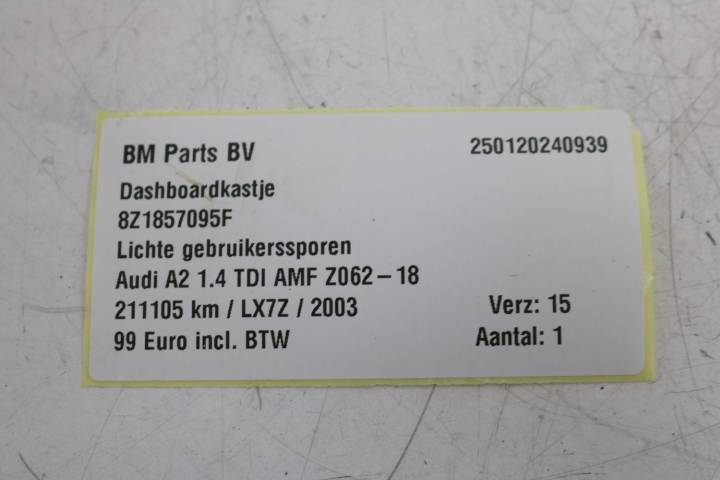 BM Parts BV 250120240939
Dashboardkastje
8Z1857095F
Lichte gebruikerssporen
Audi A2 1.4 TDI AMF Z062-18
211105 km / LX7Z / 2003 Verz: 15
99 Euro incl. BTW Aantal: 1